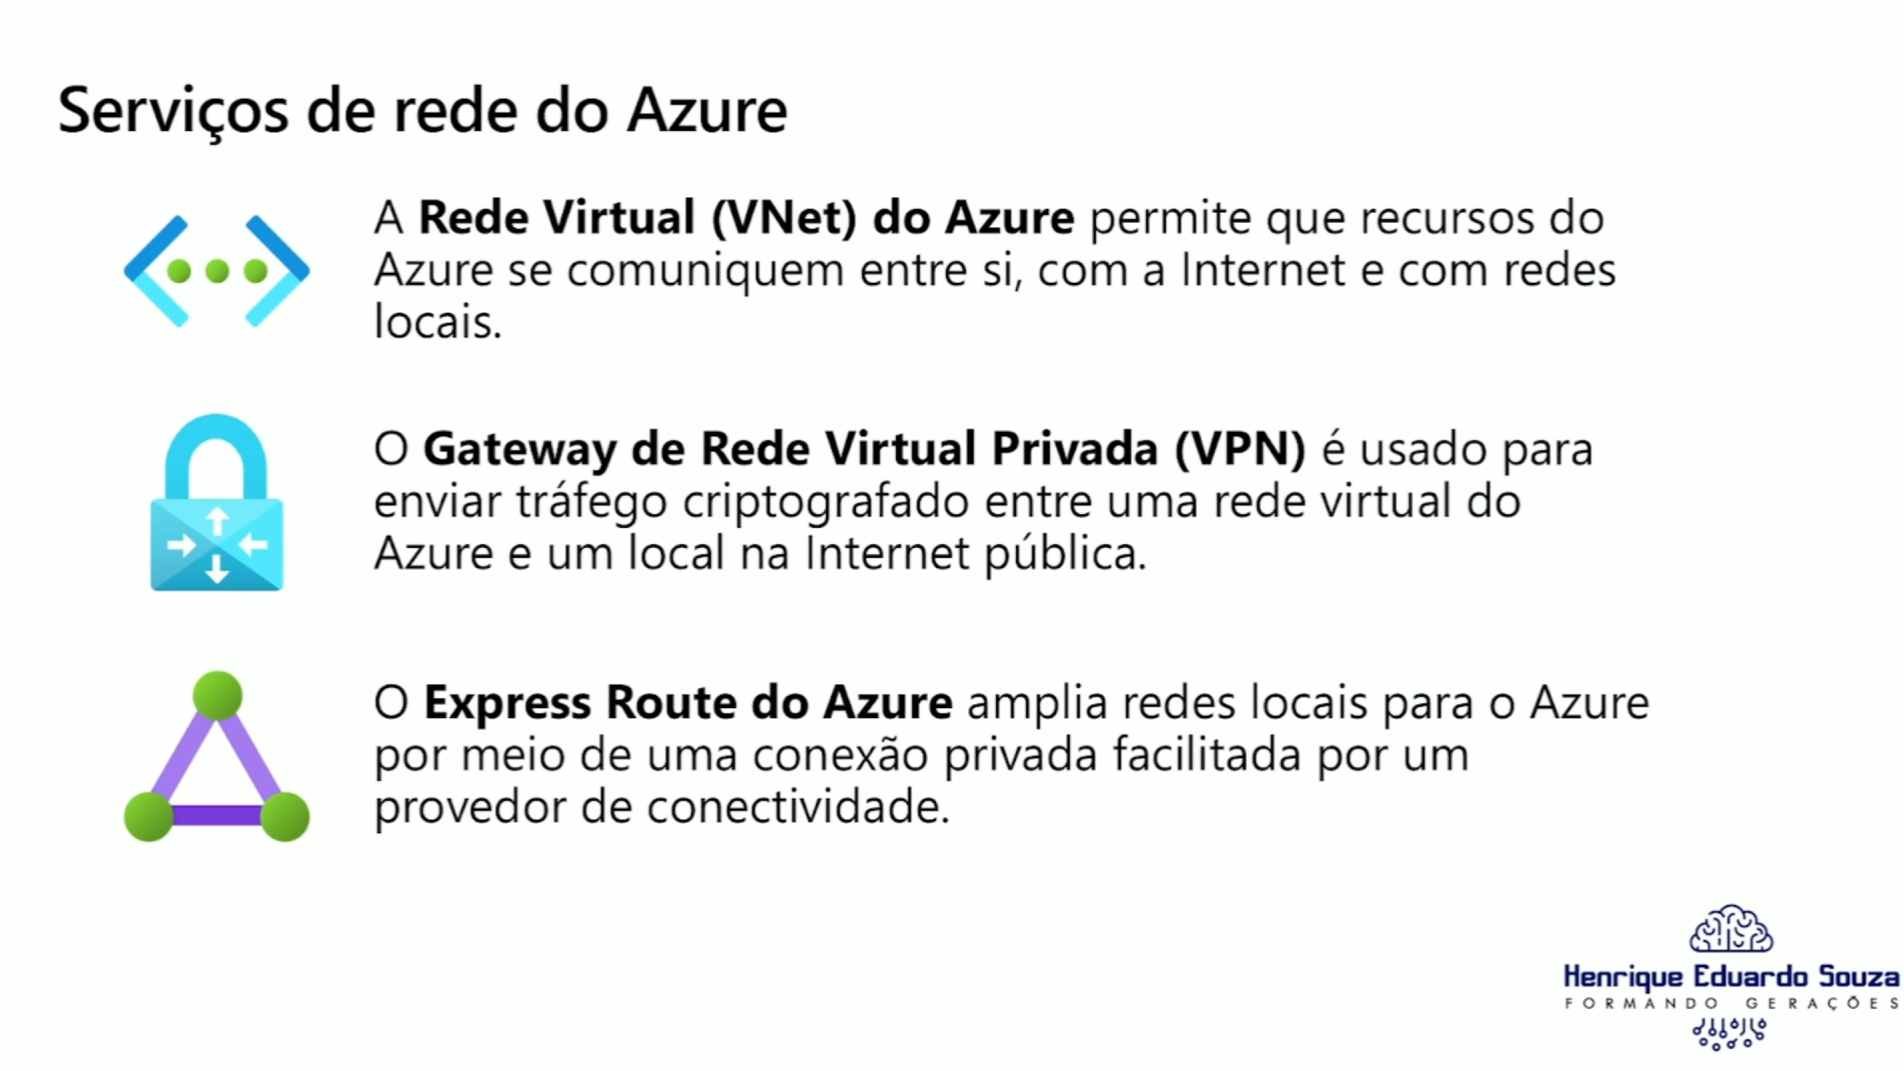 Serviços de rede do Azure
A Rede Virtual (VNet) do Azure permite que recursos do
Azure se comuniquem entre si, com a Internet e com redes
locais.
O Gateway de Rede Virtual Privada (VPN) é usado para
enviar tráfego criptografado entre uma rede virtual do
Azure e um local na Internet pública.
O Express Route do Azure amplia redes locais para o Azure
por meio de uma conexão privada facilitada por um
provedor de conectividade.
Henrique Eduardo Souza
FORMANDO GERAÇÕES